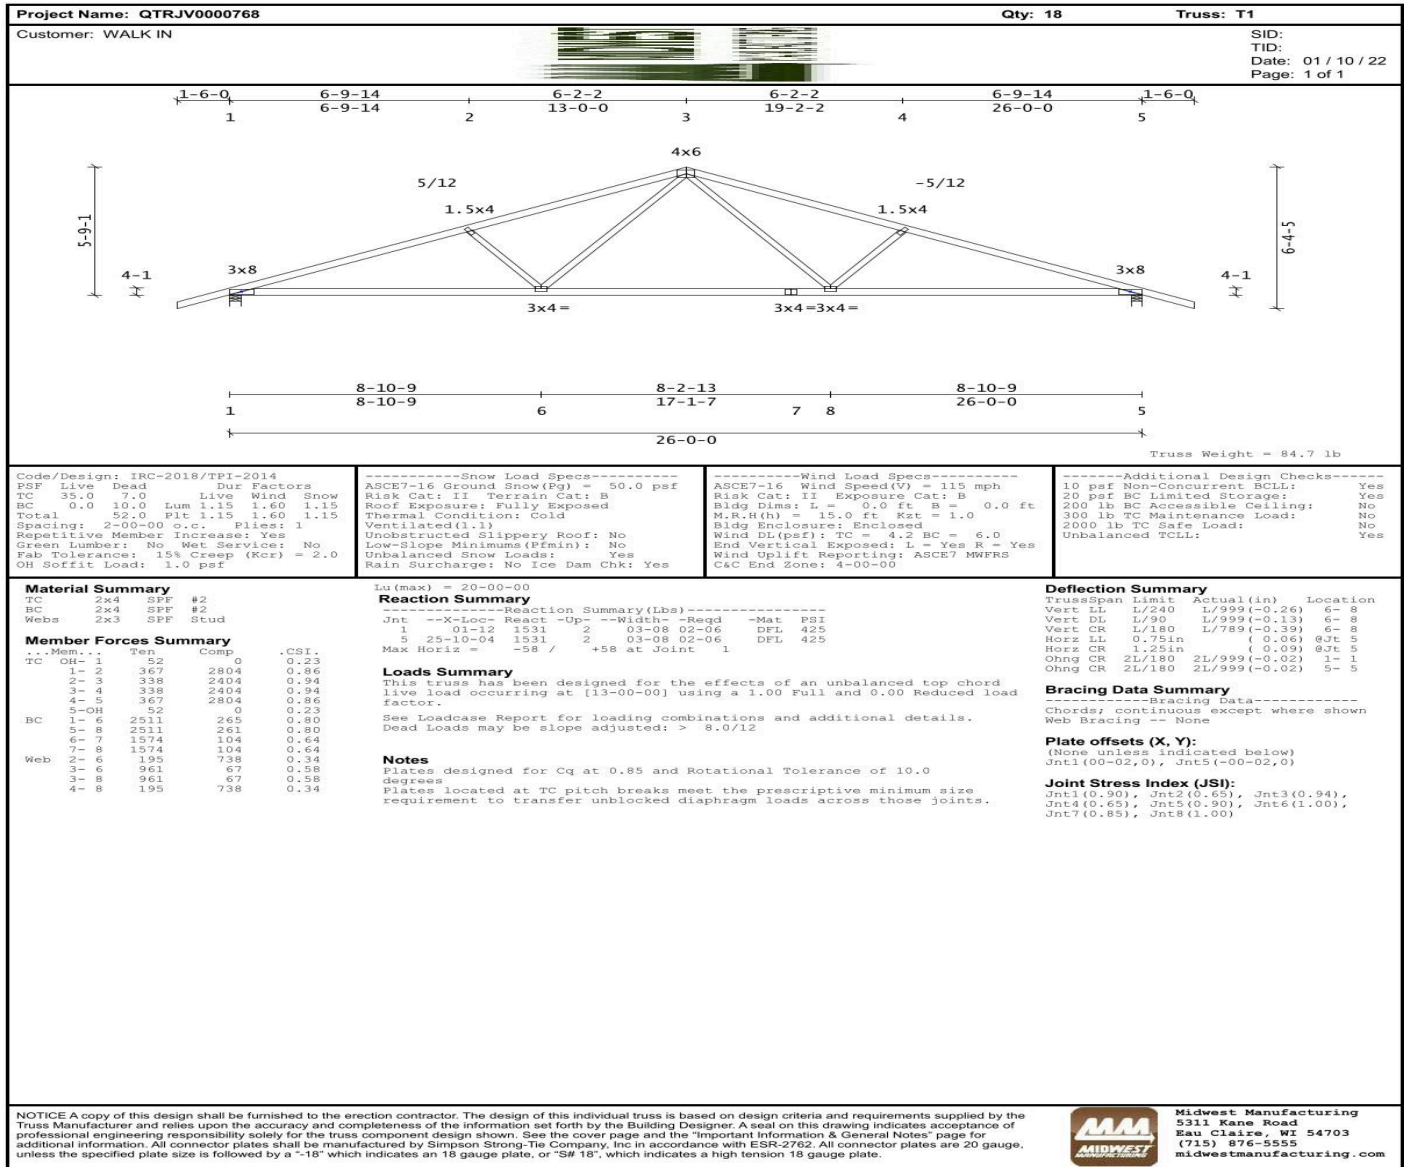 Project Name: QTRJV0000768 Qty: 18 Truss: T1
Customer: WALK IN
SID:
TID:
Date: 01 / 10 / 22
Page: 1 of 1
1-6-0 6-9-14 6-2-2 6-2-2 6-9-14 1-6-0
6-9-14 13-0-0 19-2-2 26-0-0
1 2 3 4 5
4x6
5/12 -5/12
1.5x4 1.5x4
5-9-1 6-4-5
4-1 3x8 3x8 4-1
3x4= 3x4=3x4=
8-10-9 8-2-13 8-10-9
8-10-9 17-1-7 26-0-0
1 6 7 8 5
26-0-0
Truss Weight = 84.7 lb
Code/Design: IRC-2018/TPI-2014
PSF Live Dead Dur Factors
TC 35.0 7.0 Live Wind Snow
BC 0.0 10.0 Lum 1.15 1.60 1.15
Total 52.0 Plt 1.15 1.60 1.15
Spacing: 2-00-00 o.c. Plies: 1
Repetitive Member Increase: Yes
Green Lumber: No Wet Service: No
Fab Tolerance: 15% Creep (Kcr) = 2.0
OH Soffit Load: 1.0 psf
----------Snow Load Specs----------
ASCE7-16 Ground Snow(Pg) = 50.0 psf
Risk Cat: II Terrain Cat: B
Roof Exposure: Fully Exposed
Thermal Condition: Cold
Ventilated(1.1)
Unobstructed Slippery Roof: No
Low-Slope Minimums(Pfmin): No
Unbalanced Snow Loads: Yes
Rain Surcharge: No Ice Dam Chk: Yes
---------Wind Load Specs----------
ASCE7-16 Wind Speed(V) = 115 mph
Risk Cat: II Exposure Cat: B
Bldg Dims: L = 0.0 ft B = 0.0 ft
M.R.H(h) = 15.0 ft Kzt = 1.0
Bldg Enclosure: Enclosed
Wind DL(psf): TC = 4.2 BC = 6.0
End Vertical Exposed: L = Yes R = Yes
Wind Uplift Reporting: ASCE7 MWFRS
C&C End Zone: 4-00-00
-------Additional Design Checks------
10 psf Non-Concurrent BCLL: Yes
20 psf BC Limited Storage: Yes
200 lb BC Accessible Ceiling: No
300 lb TC Maintenance Load: No
2000 lb TC Safe Load: No
Unbalanced TCLL: Yes
Material Summary
TC 2x4 SPF #2
BC 2x4 SPF #2
Webs 2x3 SPF Stud
Member Forces Summary
...Mem... Ten Comp .CSI.
TC OH- 1 52 0 0.23
1- 2 367 2804 0.86
2- 3 338 2404 0.94
3- 4 338 2404 0.94
4- 5 367 2804 0.86
5-OH 52 0 0.23
BC 1- 6 2511 265 0.80
5- 8 2511 261 0.80
6- 7 1574 104 0.64
7- 8 1574 104 0.64
Web 2- 6 195 738 0.34
3- 6 961 67 0.58
3- 8 961 67 0.58
4- 8 195 738 0.34
Lu(max) = 20-00-00
Reaction Summary
-------------Reaction Summary(Lbs)---------------
Jnt --X-Loc- React -Up- --Width- -Reqd -Mat PSI
1 01-12 1531 2 03-08 02-06 DFL 425
5 25-10-04 1531 2 03-08 02-06 DFL 425
Max Horiz = -58 / +58 at Joint 1
Loads Summary
This truss has been designed for the effects of an unbalanced top chord
live load occurring at [13-00-00] using a 1.00 Full and 0.00 Reduced load
factor.
See Loadcase Report for loading combinations and additional details.
Dead Loads may be slope adjusted: > 8.0/12
Notes
Plates designed for Cq at 0.85 and Rotational Tolerance of 10.0
degrees
Plates located at TC pitch breaks meet the prescriptive minimum size
requirement to transfer unblocked diaphragm loads across those joints.
Deflection Summary
TrussSpan Limit Actual(in) Location
Vert LL L/240 L/999(-0.26) 6- 8
Vert DL L/90 L/999(-0.13) 6- 8
Vert CR L/180 L/789(-0.39) 6- 8
Horz LL 0.75in ( 0.06) @Jt 5
Horz CR 1.25in ( 0.09) @Jt 5
Ohng CR 2L/180 2L/999(-0.02) 1- 1
Ohng CR 2L/180 2L/999(-0.02) 5- 5
Bracing Data Summary
-----------Bracing Data-----------
Chords; continuous except where shown
Web Bracing -- None
Plate offsets (X, Y):
(None unless indicated below)
Jnt1(00-02,0), Jnt5(-00-02,0)
Joint Stress Index (JSI):
Jnt1(0.90), Jnt2(0.65), Jnt3(0.94),
Jnt4(0.65), Jnt5(0.90), Jnt6(1.00),
Jnt7(0.85), Jnt8(1.00)
NOTICE A copy of this design shall be furnished to the erection contractor. The design of this individual truss is based on design criteria and requirements supplied by the
Truss Manufacturer and relies upon the accuracy and completeness of the information set forth by the Building Designer. A seal on this drawing indicates acceptance of
professional engineering responsibility solely for the truss component design shown. See the cover page and the "Important Information & General Notes" page for
additional information. All connector plates shall be manufactured by Simpson Strong-Tie Company, Inc in accordance with ESR-2762. All connector plates are 20 gauge,
unless the specified plate size is followed by a "-18" which indicates an 18 gauge plate, or "S# 18", which indicates a high tension 18 gauge plate.
MIDWEST
MANUFACTURING
Midwest Manufacturing
5311 Kane Road
Eau Claire, WI 54703
(715) 876-5555
midwestmanufacturing.com